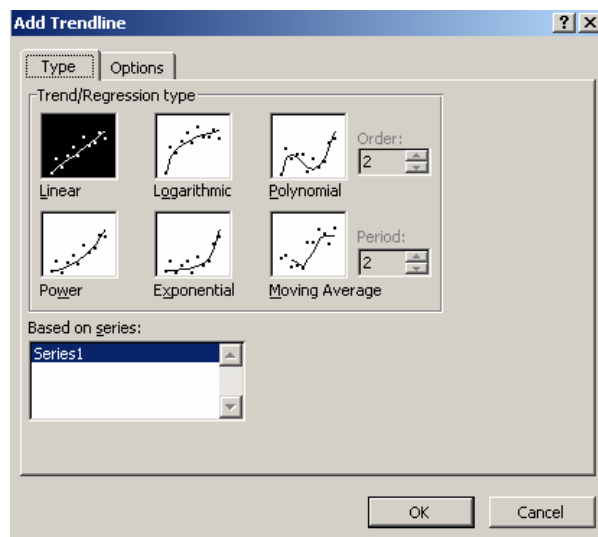 Add Trendline
Type Options
Trend/Regression type
Order:
2
Linear Logarithmic Polynomial
Period:
2
Power Exponential Moving Average
Based on series:
Series1
OK Cancel